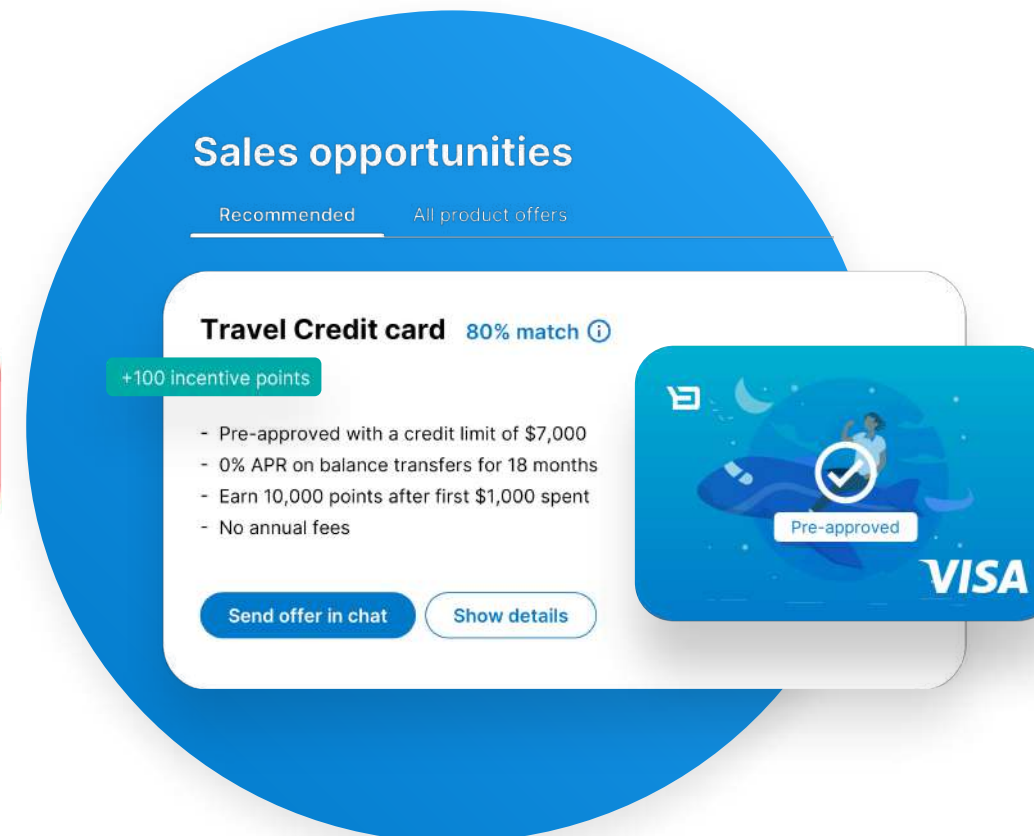 Sales opportunities
Recommended All product offers
Travel Credit card 80% match
+100 incentive points
- Pre-approved with a credit limit of $7,000
- 0% APR on balance transfers for 18 months
- Earn 10,000 points after first $1,000 spent
- No annual fees
Pre-approved
VISA
Send offer in chat Show details